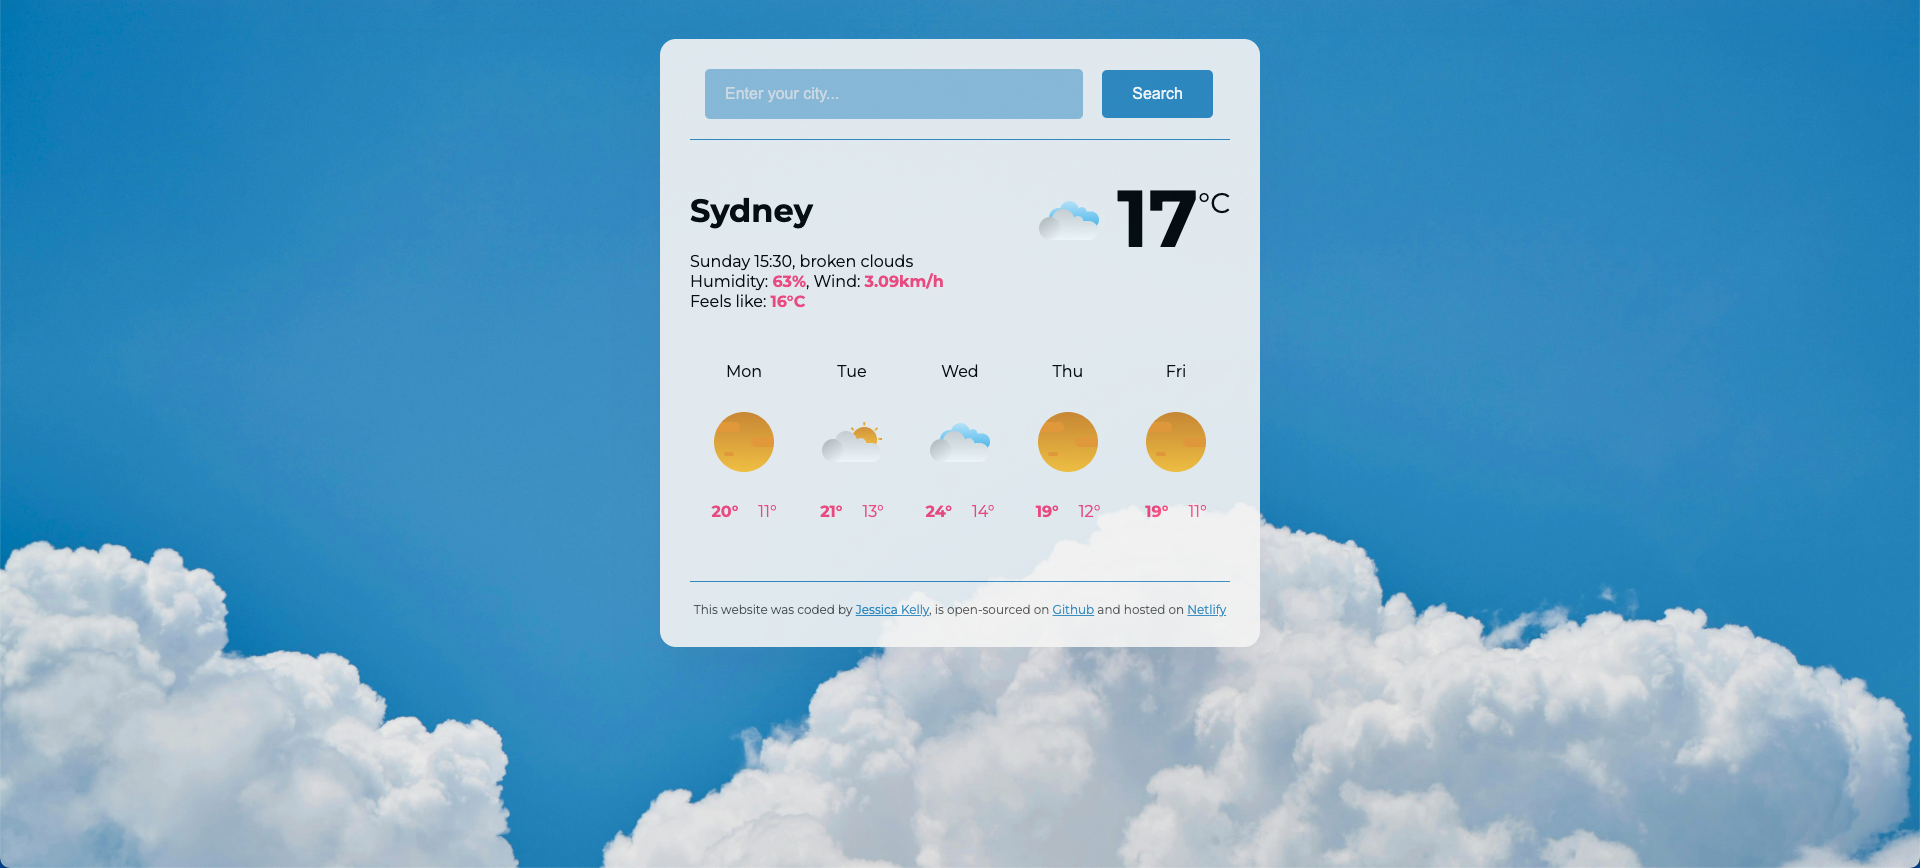 Enter your city...
Search
Sydney
17°C
Sunday 15:30, broken clouds
Humidity: 63%, Wind: 3.09km/h
Feels like: 16°C
Mon Tue Wed Thu Fri
20° 11° 21° 13° 24° 14° 19° 12° 19° 11°
This website was coded by Jessica Kelly, is open-sourced on Github and hosted on Netlify